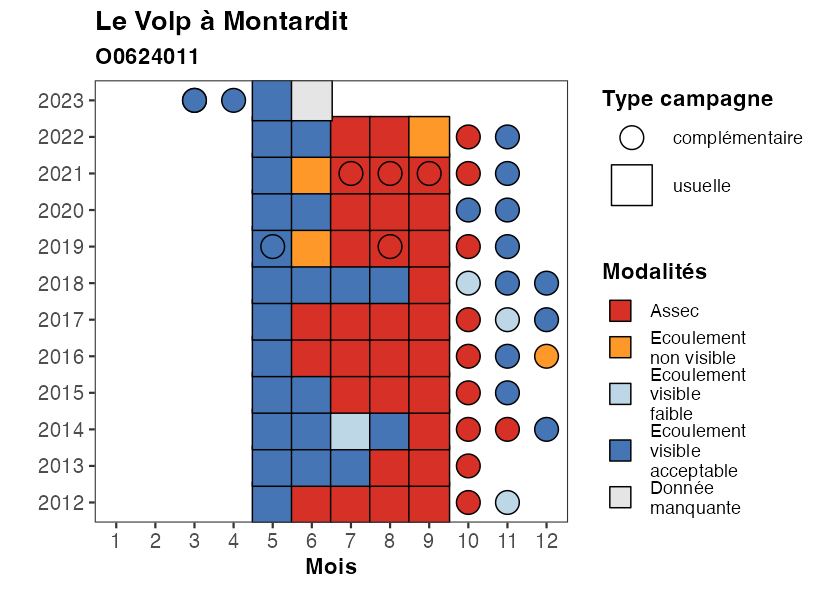 Le Volp à Montardit
O0624011
2023
2022
2021
2020
2019
2018
2017
2016
2015
2014
2013
2012
1 2 3 4 5 6 7 8 9 10 11 12
Mois
Type campagne
complémentaire
usuelle
Modalités
Assec
Ecoulement
non visible
Ecoulement
visible
faible
Ecoulement
visible
acceptable
Donnée
manquante